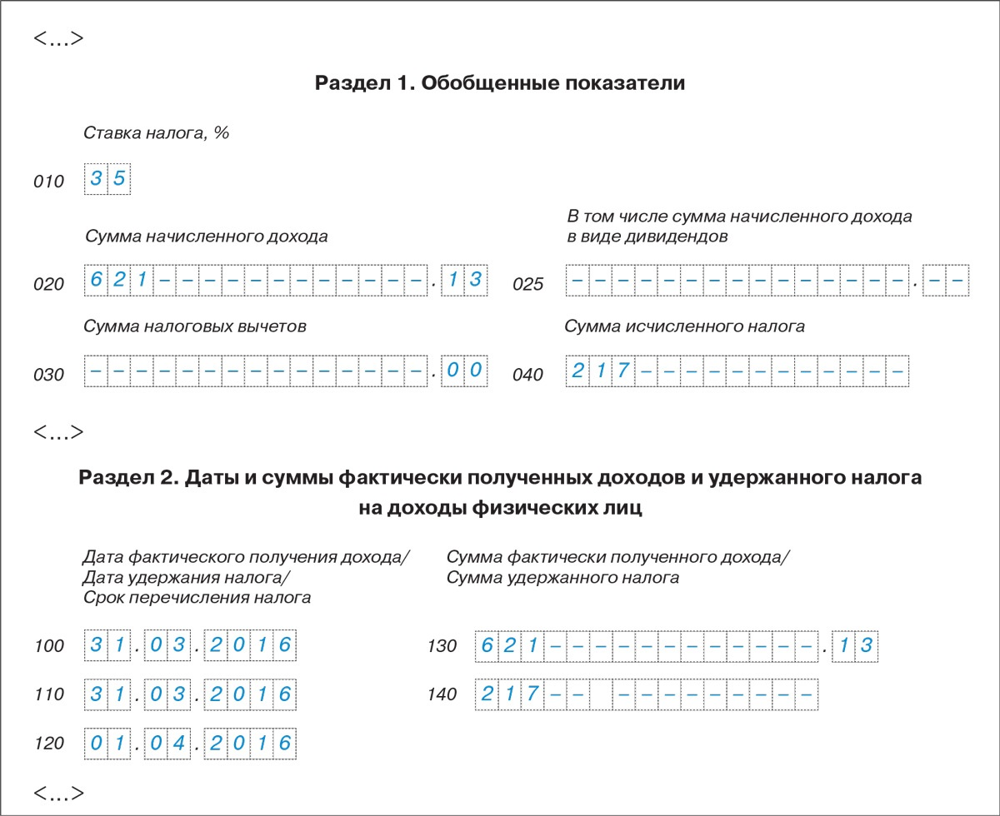 <...>
Раздел 1. Обобщенные показатели
Ставка налога, %
010 35
Сумма начисленного дохода
В том числе сумма начисленного дохода
в виде дивидендов
020 621––––––––––––.13 025 –––––––––––––––.––
Сумма налоговых вычетов Сумма исчисленного налога
030 –––––––––––––––.00 040 217––––––––––––
<...>
Раздел 2. Даты и суммы фактически полученных доходов и удержанного налога
на доходы физических лиц
Дата фактического получения дохода/
Дата удержания налога/
Срок перечисления налога
Сумма фактически полученного дохода/
Сумма удержанного налога
100 31.03.2016 130 621––––––––––––.13
110 31.03.2016 140 217–– –––––––––
120 01.04.2016
<...>